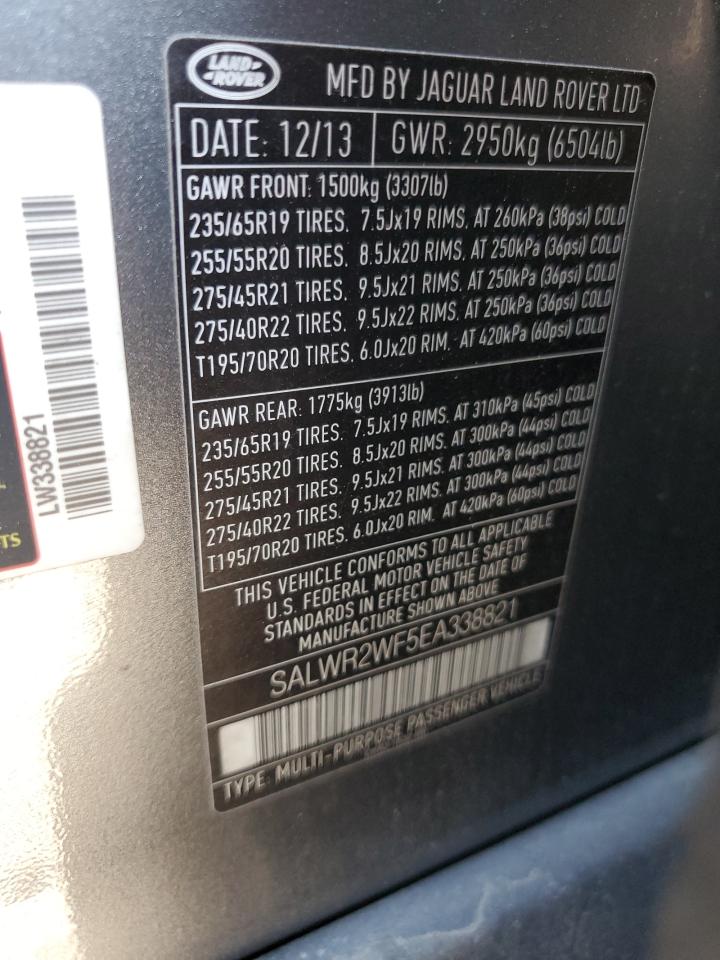 LAND-
-ROVER
MFD BY JAGUAR LAND ROVER LTD
DATE: 12/13 GWR: 2950kg (6504lb)
GAWR FRONT: 1500kg (3307lb)
235/65R19 TIRES. 7.5Jx19 RIMS. AT 260kPa (38psi) COLD
255/55R20 TIRES. 8.5Jx20 RIMS. AT 250kPa (36psi) COLD
275/45R21 TIRES. 9.5Jx21 RIMS. AT 250kPa (36psi) COLD
275/40R22 TIRES. 9.5Jx22 RIMS. AT 250kPa (36psi) COLD
T195/70R20 TIRES. 6.0Jx20 RIM. AT 420kPa (60psi) COLD
GAWR REAR: 1775kg (3913lb)
235/65R19 TIRES. 7.5Jx19 RIMS. AT 310kPa (45psi) COLD
255/55R20 TIRES. 8.5Jx20 RIMS. AT 300kPa (44psi) COLD
275/45R21 TIRES. 9.5Jx21 RIMS. AT 300kPa (44psi) COLD
275/40R22 TIRES. 9.5Jx22 RIMS. AT 300kPa (44psi) COLD
T195/70R20 TIRES. 6.0Jx20 RIM. AT 420kPa (60psi) COLD
THIS VEHICLE CONFORMS TO ALL APPLICABLE
U.S. FEDERAL MOTOR VEHICLE SAFETY
STANDARDS IN EFFECT ON THE DATE OF
MANUFACTURE SHOWN ABOVE
SALWR2WF5EA338821
TYPE: MULTI-PURPOSE PASSENGER VEHICLE
LW338821
TS